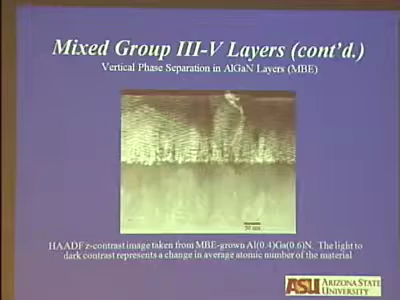 Mixed Group III-V Layers (cont'd.)
Vertical Phase Separation in AlGaN Layers (MBE)
50 nm
HAADF z-contrast image taken from MBE-grown Al(0.4)Ga(0.6)N. The light to
dark contrast represents a change in average atomic number of the material
ASU ARIZONA STATE
UNIVERSITY